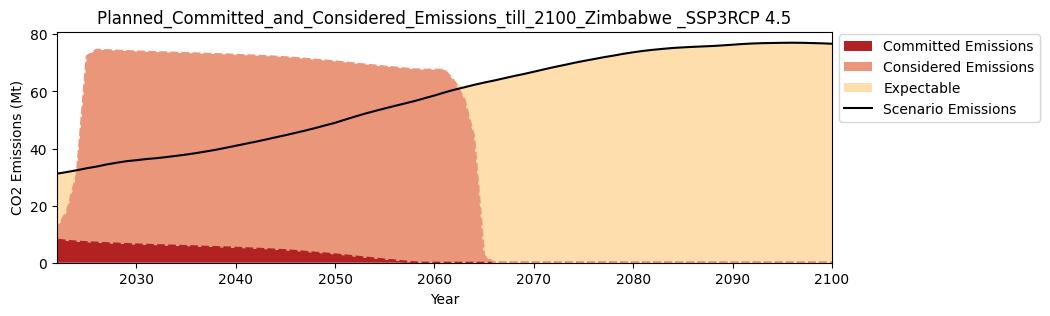 Planned_Committed_and_Considered_Emissions_till_2100_Zimbabwe _SSP3RCP 4.5
CO2 Emissions (Mt)
80
60
40
20
0
2030 2040 2050 2060 2070 2080 2090 2100
Year
Committed Emissions
Considered Emissions
Expectable
Scenario Emissions